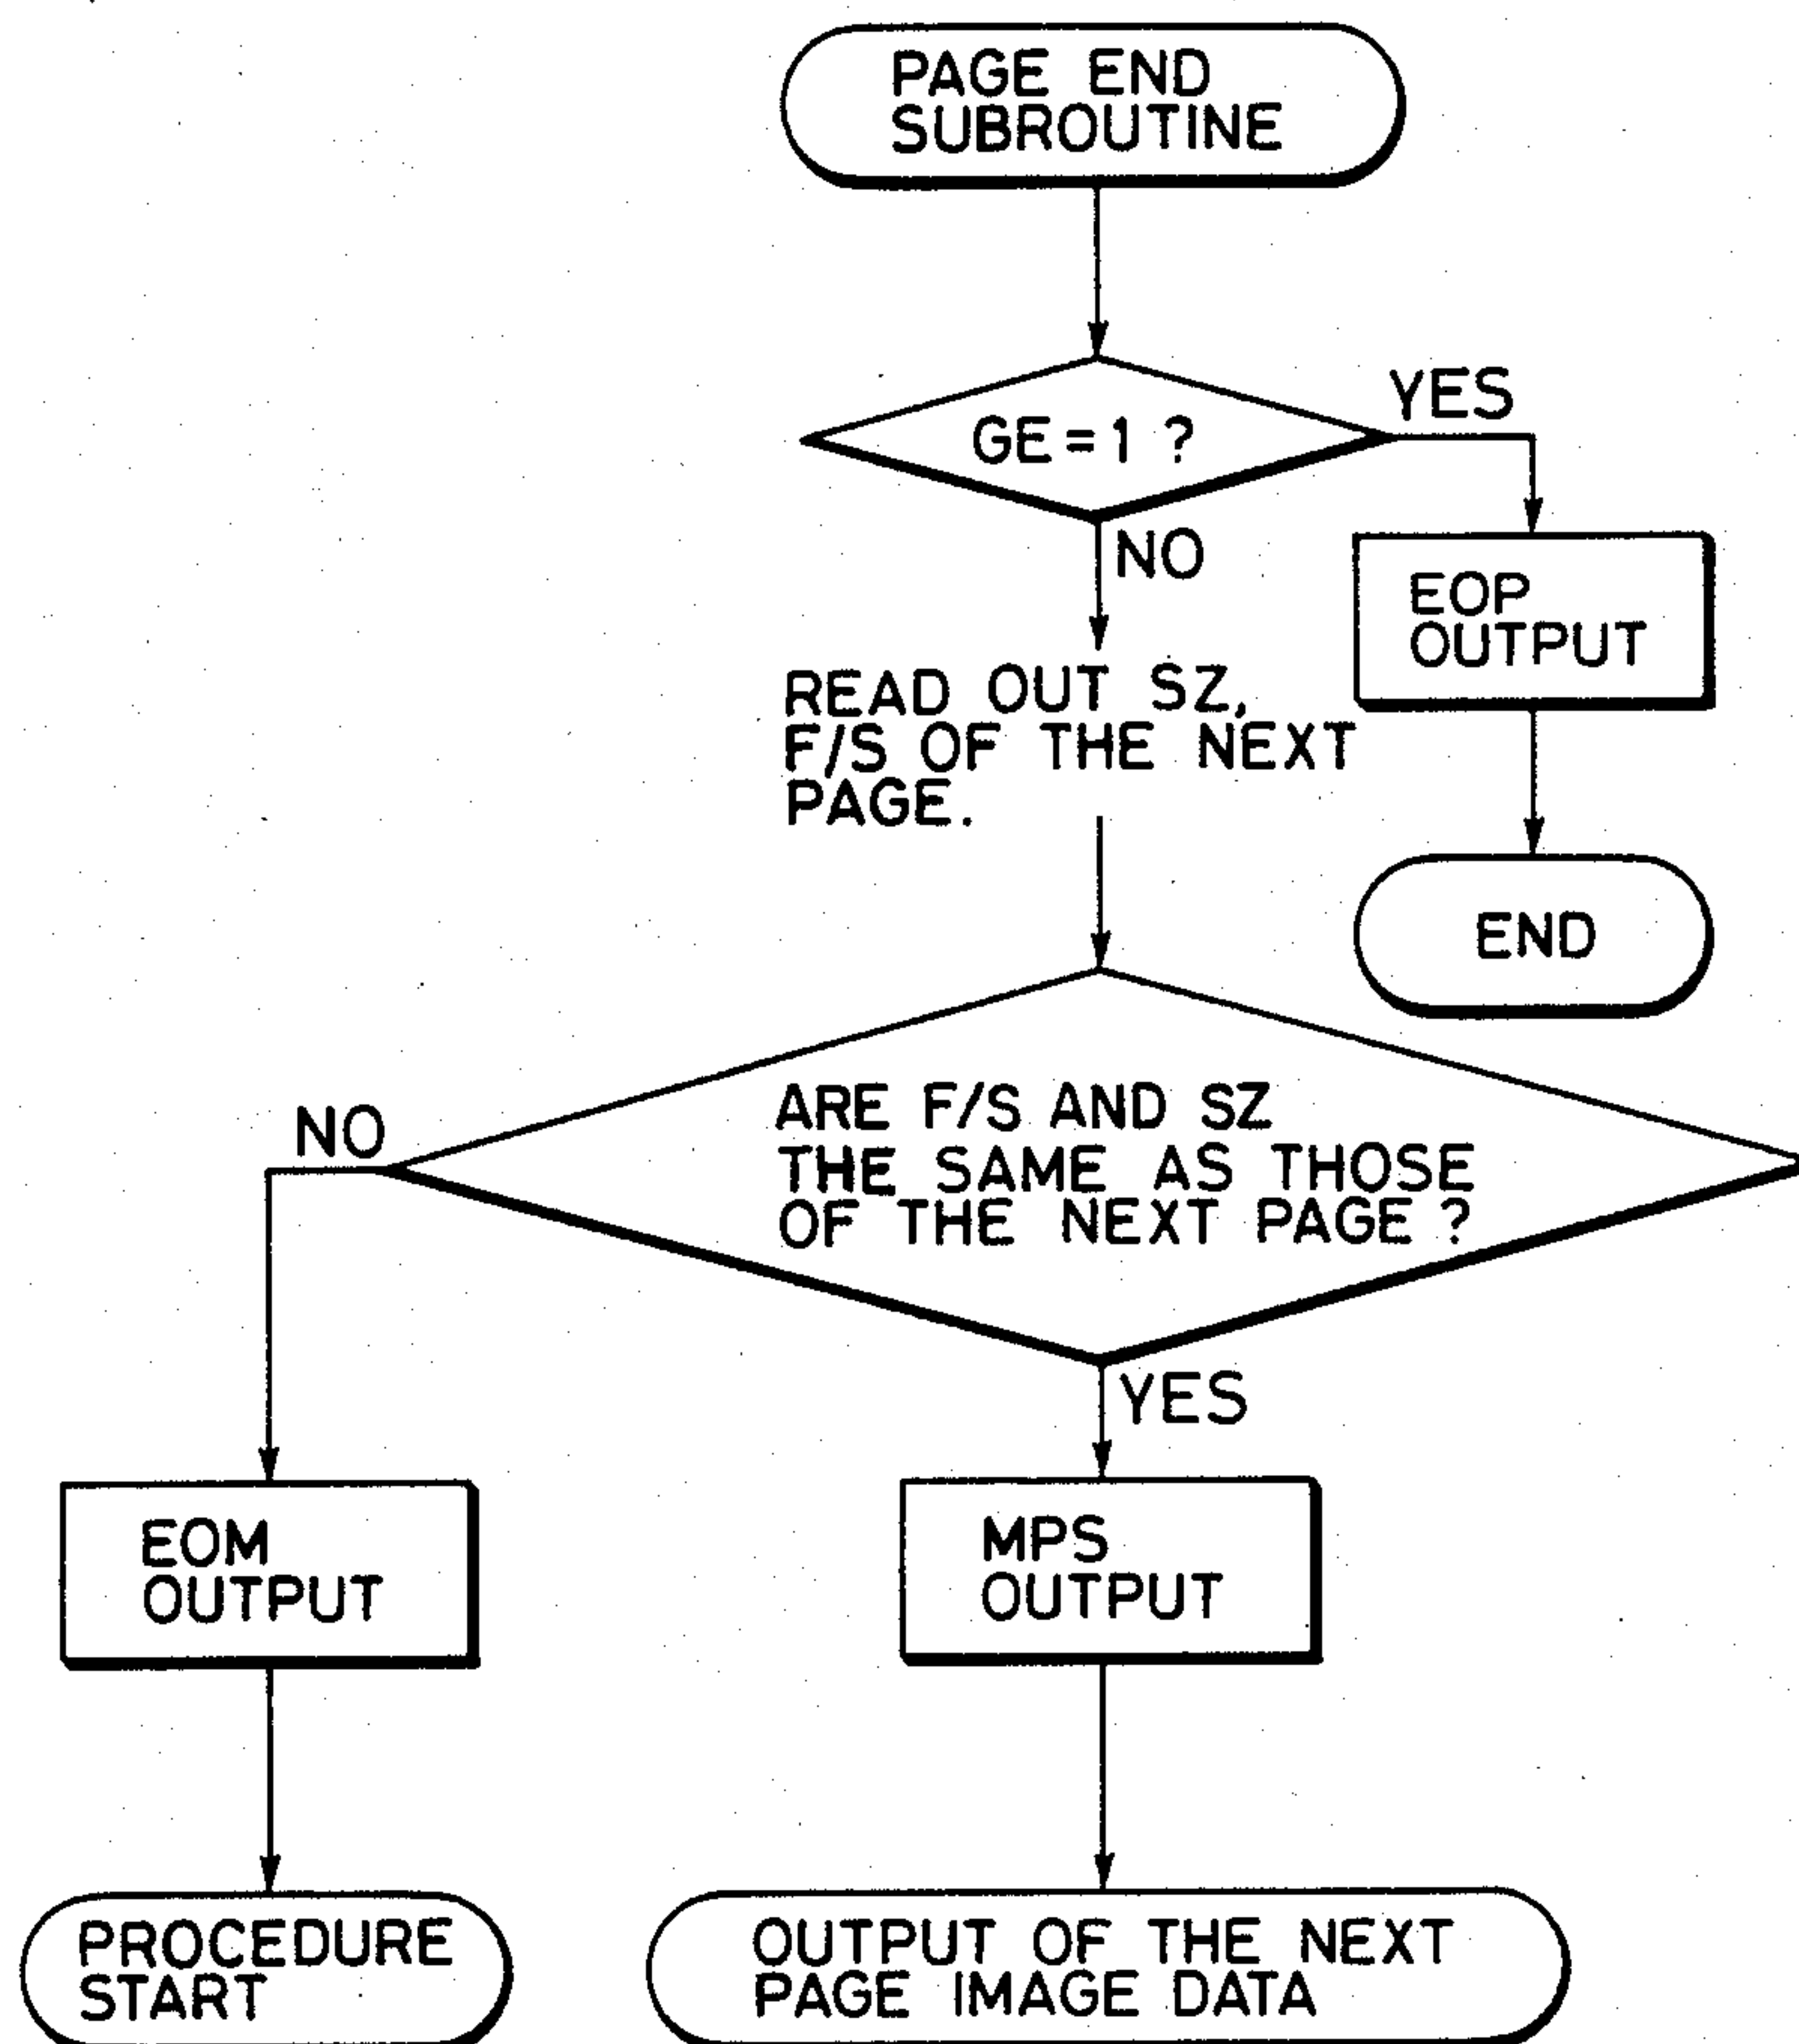 PAGE END
SUBROUTINE
GE=1 ?
YES
NO
EOP
OUTPUT
READ OUT SZ,
F/S OF THE NEXT
PAGE.
END
ARE F/S AND SZ
THE SAME AS THOSE
OF THE NEXT PAGE ?
NO
YES
EOM
OUTPUT
MPS
OUTPUT
PROCEDURE
START
OUTPUT OF THE NEXT
PAGE IMAGE DATA